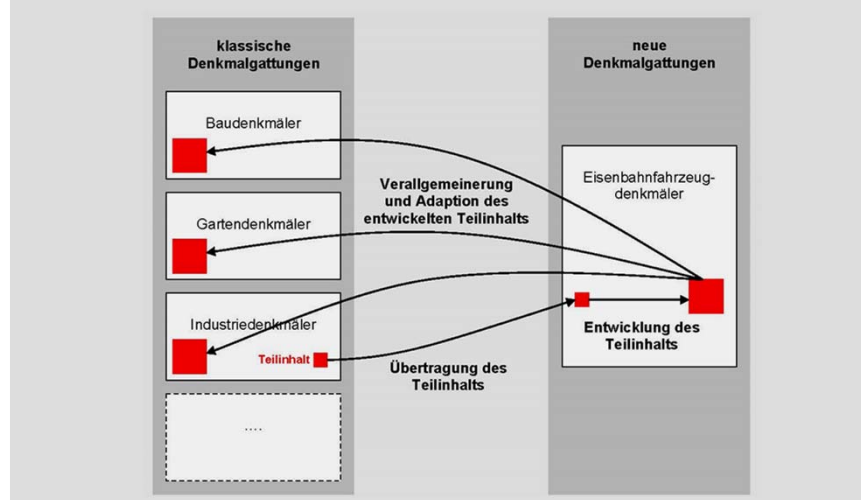 klassische
Denkmalgattungen
Baudenkmäler
Gartendenkmäler
Industriedenkmäler
Teilinhalt
....
Verallgemeinerung
und Adaption des
entwickelten Teilinhalts
Übertragung des
Teilinhalts
neue
Denkmalgattungen
Eisenbahnfahrzeug-
denkmäler
Entwicklung des
Teilinhalts